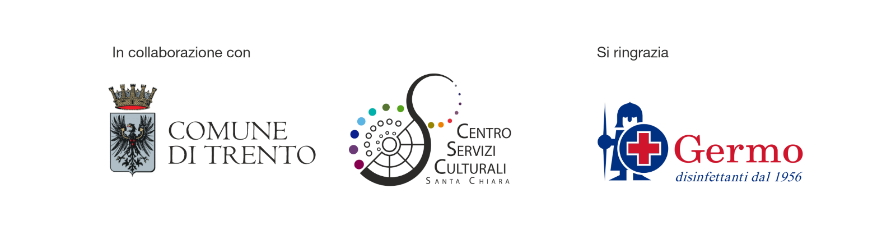 In collaborazione con
Si ringrazia
COMUNE
DI TRENTO
CENTRO
SERVIZI
CULTURALI
SANTA CHIARA
Germo
disinfettanti dal 1956